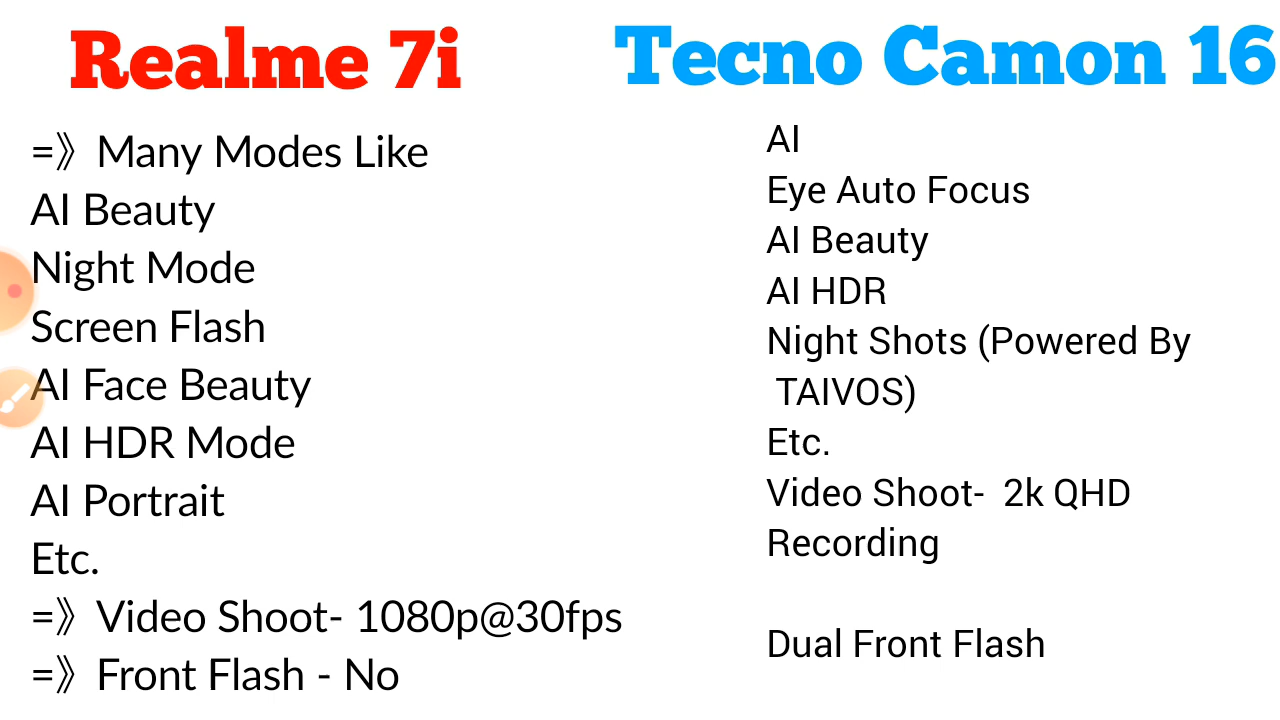 Realme 7i
=》 Many Modes Like
AI Beauty
Night Mode
Screen Flash
AI Face Beauty
AI HDR Mode
AI Portrait
Etc.
=》 Video Shoot- 1080p@30fps
=》 Front Flash - No
Tecno Camon 16
AI
Eye Auto Focus
AI Beauty
AI HDR
Night Shots (Powered By
TAIVOS)
Etc.
Video Shoot- 2k QHD
Recording
Dual Front Flash